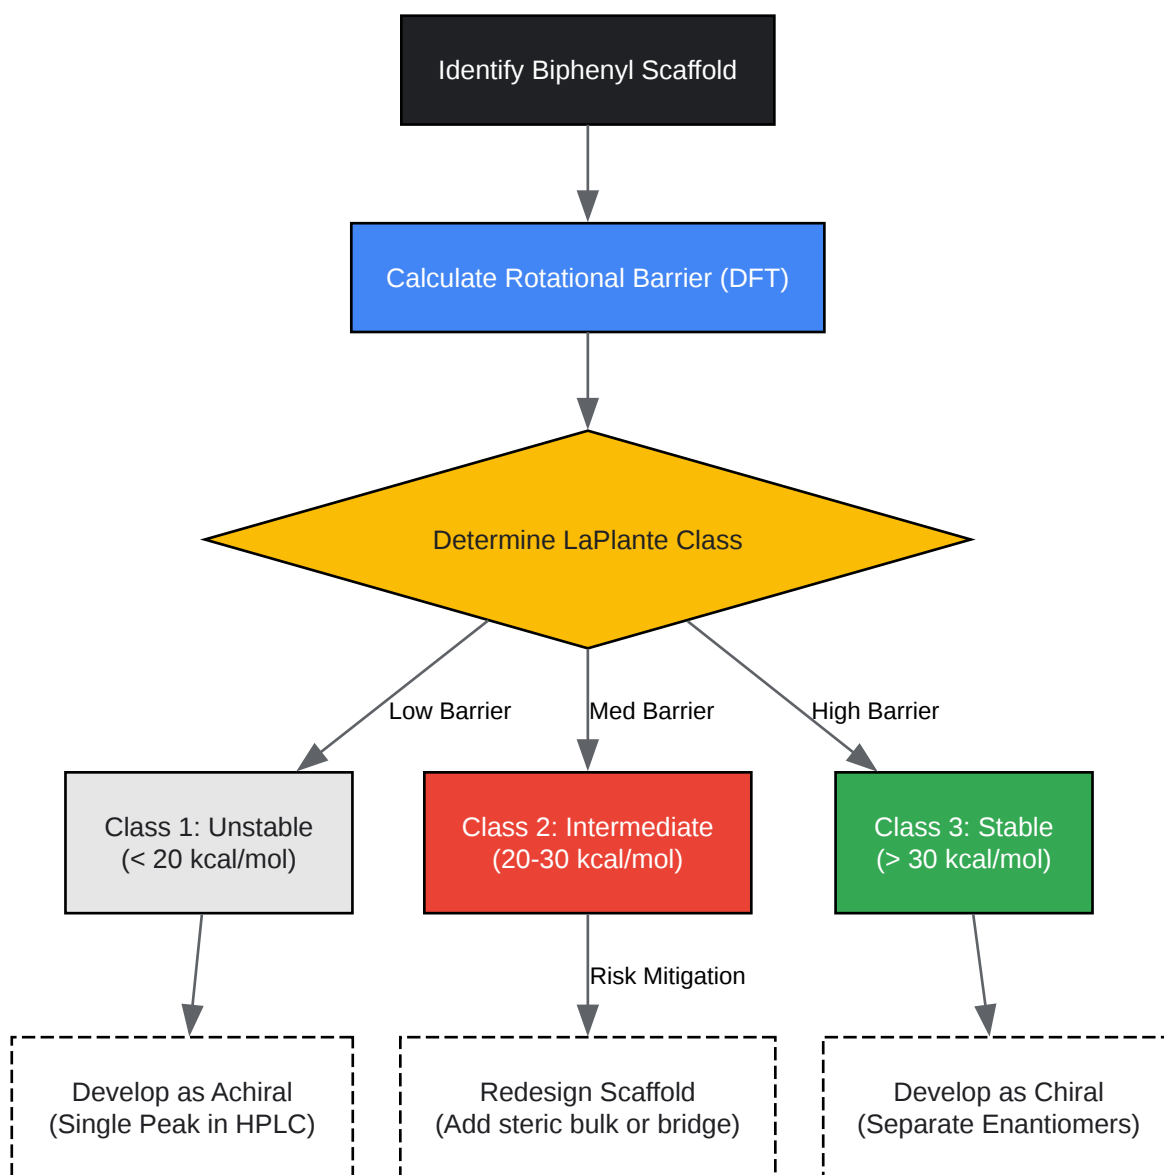 Identify Biphenyl Scaffold
Calculate Rotational Barrier (DFT)
Determine LaPlante Class
Low Barrier
Med Barrier
High Barrier
Class 1: Unstable
(< 20 kcal/mol)
Class 2: Intermediate
(20-30 kcal/mol)
Class 3: Stable
(> 30 kcal/mol)
Risk Mitigation
Develop as Achiral
(Single Peak in HPLC)
Redesign Scaffold
(Add steric bulk or bridge)
Develop as Chiral
(Separate Enantiomers)